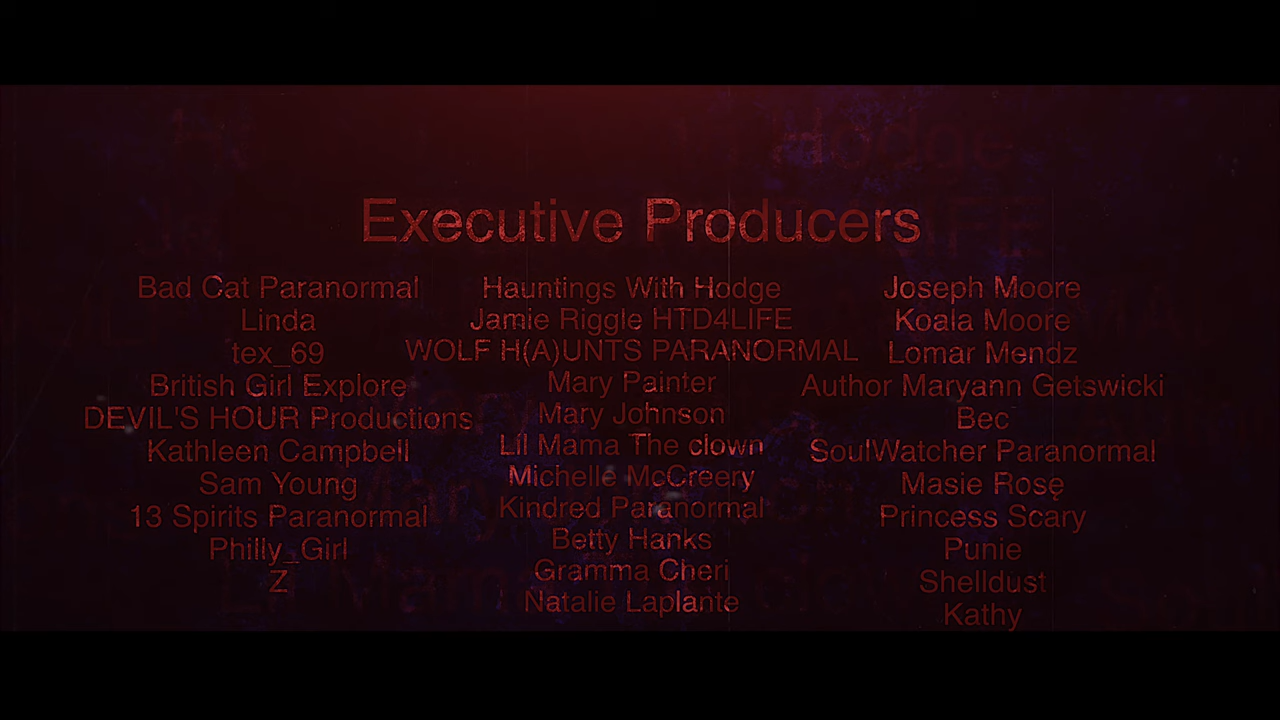 Executive Producers
Bad Cat Paranormal
Linda
tex_69
British Girl Explore
DEVIL'S HOUR Productions
Kathleen Campbell
Sam Young
13 Spirits Paranormal
Philly_Girl
Z
Hauntings With Hodge
Jamie Riggle HTD4LIFE
WOLF H(A)UNTS PARANORMAL
Mary Painter
Mary Johnson
Lil Mama The clown
Michelle McCreery
Kindred Paranormal
Betty Hanks
Gramma Cheri
Natalie Laplante
Joseph Moore
Koala Moore
Lomar Mendz
Author Maryann Getswicki
Bec
SoulWatcher Paranormal
Masie Rose
Princess Scary
Punie
Shelldust
Kathy